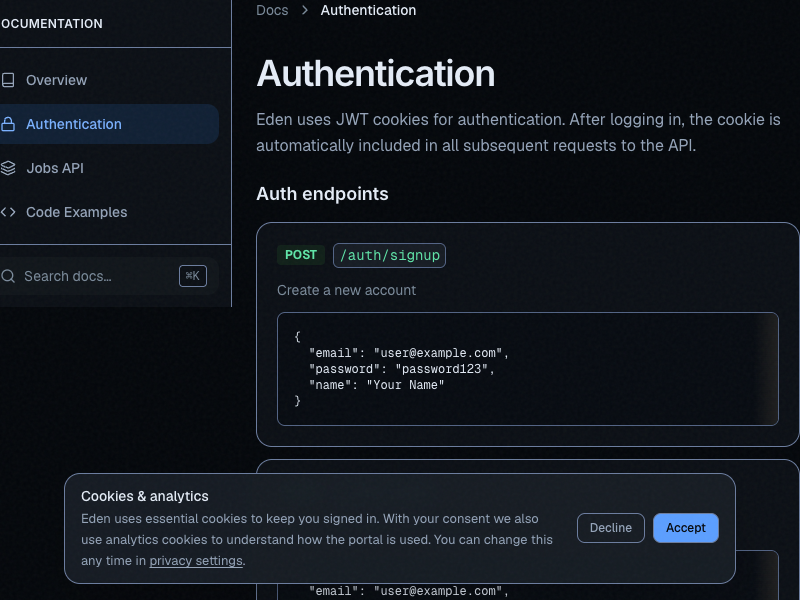 OCUMENTATION
Overview
Authentication
Jobs API
Code Examples
Search docs...
⌘K
Docs > Authentication
Authentication
Eden uses JWT cookies for authentication. After logging in, the cookie is
automatically included in all subsequent requests to the API.
Auth endpoints
POST /auth/signup
Create a new account
{
"email": "user@example.com",
"password": "password123",
"name": "Your Name"
}
Cookies & analytics
Eden uses essential cookies to keep you signed in. With your consent we also
use analytics cookies to understand how the portal is used. You can change this
any time in privacy settings.
Decline
Accept
"email": "user@example.com",